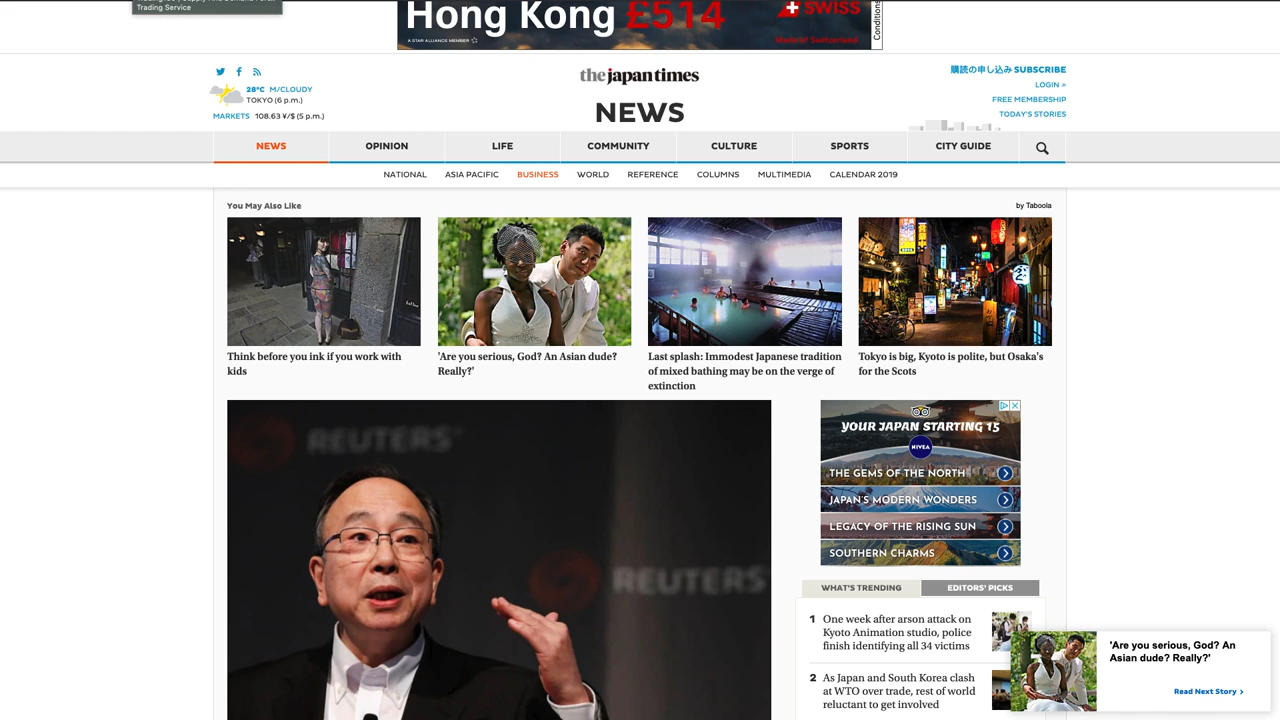 Trading Service
Hong Kong £514
SWISS
A STAR ALLIANCE MEMBER
Made of Switzerland.
Conditions
28°C M/CLOUDY
TOKYO (6 p.m.)
MARKETS 108.63 ¥/$ (5 p.m.)
the japan times
NEWS
購読の申し込み SUBSCRIBE
LOGIN »
FREE MEMBERSHIP
TODAY'S STORIES
NEWS OPINION LIFE COMMUNITY CULTURE SPORTS CITY GUIDE
NATIONAL ASIA PACIFIC BUSINESS WORLD REFERENCE COLUMNS MULTIMEDIA CALENDAR 2019
You May Also Like
by Taboola
Think before you ink if you work with
kids
'Are you serious, God? An Asian dude?
Really?'
Last splash: Immodest Japanese tradition
of mixed bathing may be on the verge of
extinction
Tokyo is big, Kyoto is polite, but Osaka's
for the Scots
REUTERS
REUTERS
YOUR JAPAN STARTING 15
NIVEA
THE GEMS OF THE NORTH
JAPAN'S MODERN WONDERS
LEGACY OF THE RISING SUN
SOUTHERN CHARMS
WHAT'S TRENDING EDITORS' PICKS
1 One week after arson attack on
Kyoto Animation studio, police
finish identifying all 34 victims
2 As Japan and South Korea clash
at WTO over trade, rest of world
reluctant to get involved
'Are you serious, God? An
Asian dude? Really?'
Read Next Story